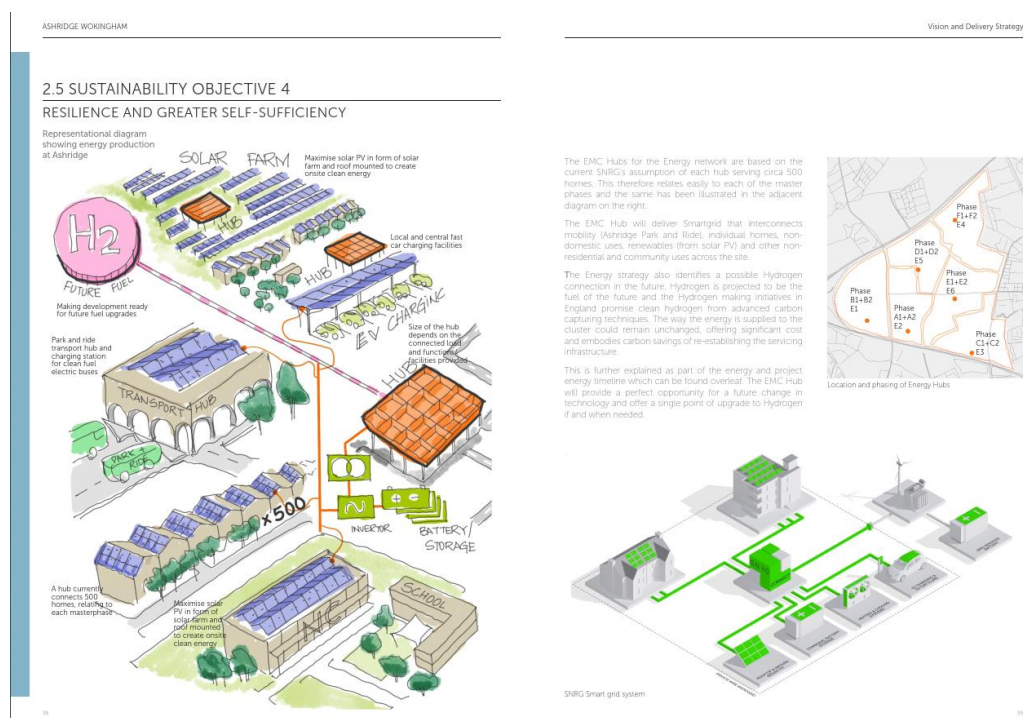 ASHRIDGE WOKINGHAM
Vision and Delivery Strategy
2.5 SUSTAINABILITY OBJECTIVE 4
RESILIENCE AND GREATER SELF-SUFFICIENCY
Representational diagram
showing energy production
at Ashridge
SOLAR FARM
Maximise solar PV in form of solar
farm and roof mounted to create
onsite clean energy
HUB
H2
FUTURE FUEL
Making development ready
for future fuel upgrades
Local and central fast
car charging facilities
HUB
EV CHARGING
Park and ride
transport hub and
charging station
for clean fuel
electric buses
Size of the hub
depends on the
connected load
and functions/
facilities provided
HUB
TRANSPORT HUB
PARK +
RIDE
x500
INVERTOR
BATTERY/
STORAGE
A hub currently
connects 500
homes, relating to
each masterphase
Maximise solar
PV in form of
solar farm and
roof mounted
to create onsite
clean energy
SCHOOL
The EMC Hubs for the Energy network are based on the
current SNRG's assumption of each hub serving circa 500
homes. This therefore relates easily to each of the master
phases and the same has been illustrated in the adjacent
diagram on the right.
The EMC Hub will deliver Smartgrid that interconnects
mobility (Ashridge Park and Ride), individual homes, non-
domestic uses, renewables (from solar PV) and other non-
residential and community uses across the site.
The Energy strategy also identifies a possible Hydrogen
connection in the future. Hydrogen is projected to be the
fuel of the future and the Hydrogen making initiatives in
England promise clean hydrogen from advanced carbon
capturing techniques. The way the energy is supplied to the
cluster could remain unchanged, offering significant cost
and embodies carbon savings of re-establishing the servicing
infrastructure.
This is further explained as part of the energy and project
energy timeline which can be found overleaf. The EMC Hub
will provide a perfect opportunity for a future change in
technology and offer a single point of upgrade to Hydrogen
if and when needed.
Phase
F1+F2
E4
Phase
D1+D2
E5
Phase
E1+E2
E6
Phase
B1+B2
E1
Phase
A1+A2
E2
Phase
C1+C2
E3
Location and phasing of Energy Hubs
SNRG
SNRG Smart grid system